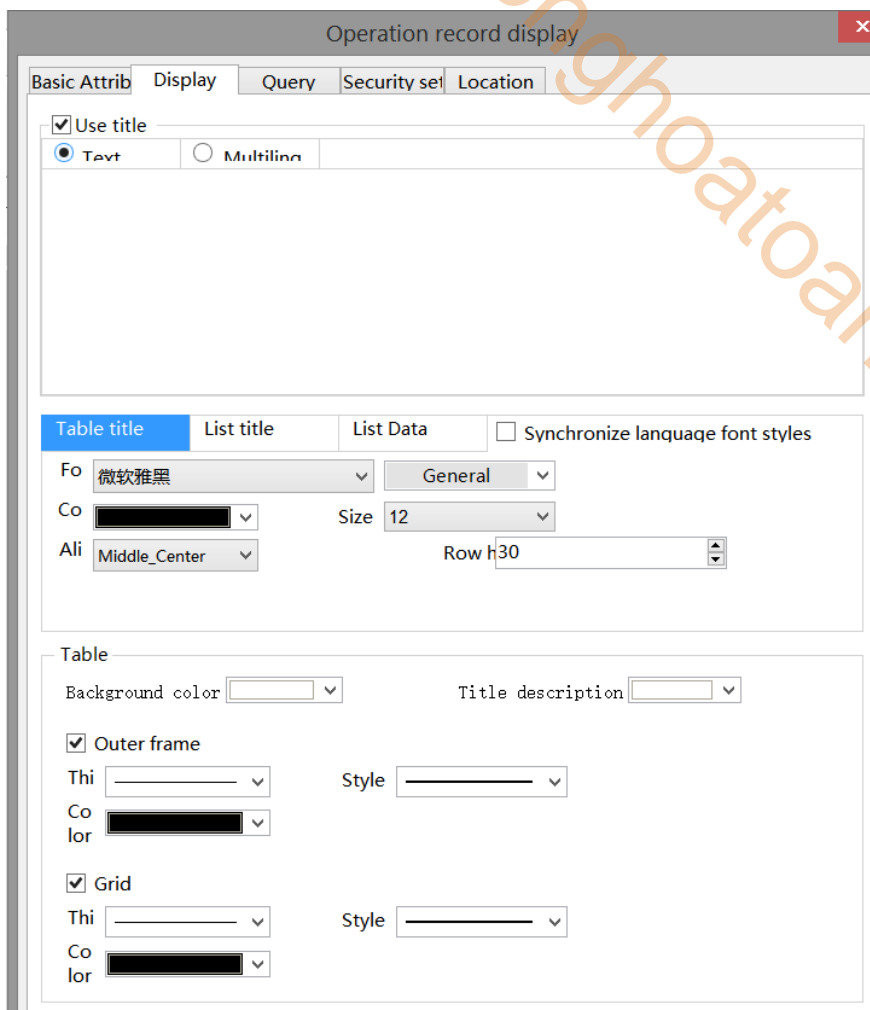 Operation record display
Basic Attrib Display Query Security set Location
Use title
Text Multiling
Table title List title List Data Synchronize language font styles
Fo 微软雅黑 General
Co Size 12
Ali Middle_Center Row h 30
Table
Background color Title description
Outer frame
Thi Style
Co
lor
Grid
Thi Style
Co
lor
onghoatoan